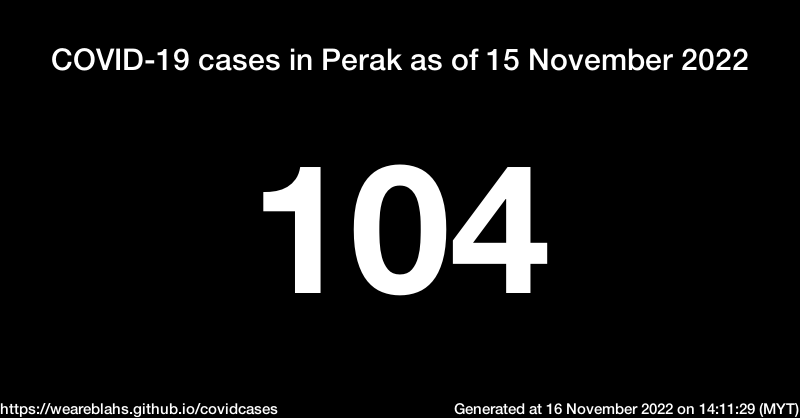 COVID-19 cases in Perak as of 15 November 2022
104
https://weareblahs.github.io/covidcases
Generated at 16 November 2022 on 14:11:29 (MYT)